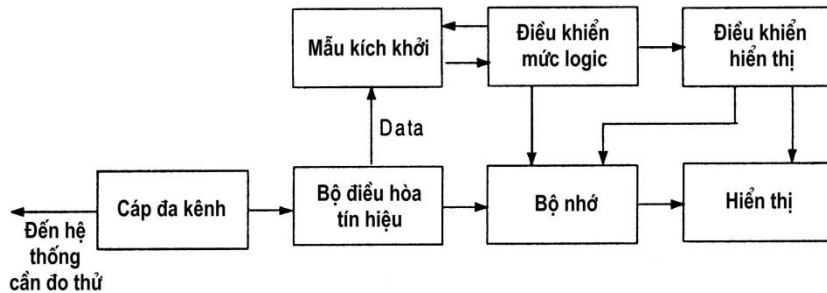 Mẫu kích khởi
Điều khiển
mức logic
Điều khiển
hiển thị
Data
Cáp đa kênh
Bộ điều hòa
tín hiệu
Bộ nhớ
Hiển thị
Đến hệ
thống
cần đo thử